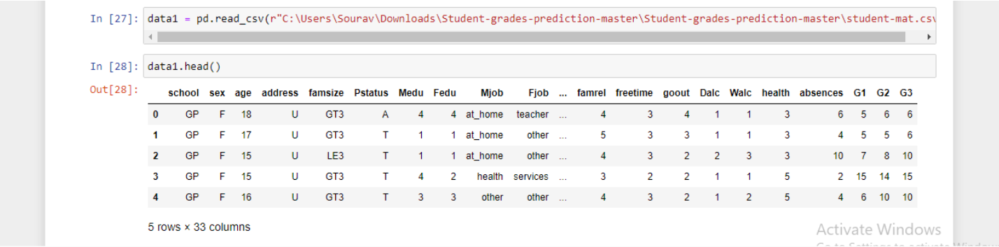 In [27]: data1 = pd.read_csv(r"C:\Users\Sourav\Downloads\Student-grades-prediction-master\Student-grades-prediction-master\student-mat.csv
In [28]: data1.head()
Out[28]:
school sex age address famsize Pstatus Medu Fedu Mjob Fjob ... famrel freetime goout Dalc Walc health absences G1 G2 G3
0 GP F 18 U GT3 A 4 4 at_home teacher ... 4 3 4 1 1 3 6 5 6 6
1 GP F 17 U GT3 T 1 1 at_home other ... 5 3 3 1 1 3 4 5 5 6
2 GP F 15 U LE3 T 1 1 at_home other ... 4 3 2 2 3 3 10 7 8 10
3 GP F 15 U GT3 T 4 2 health services ... 3 2 2 1 1 5 2 15 14 15
4 GP F 16 U GT3 T 3 3 other other ... 4 3 2 1 2 5 4 6 10 10
5 rows × 33 columns
Activate Windows
Go to Settings to activate Windows